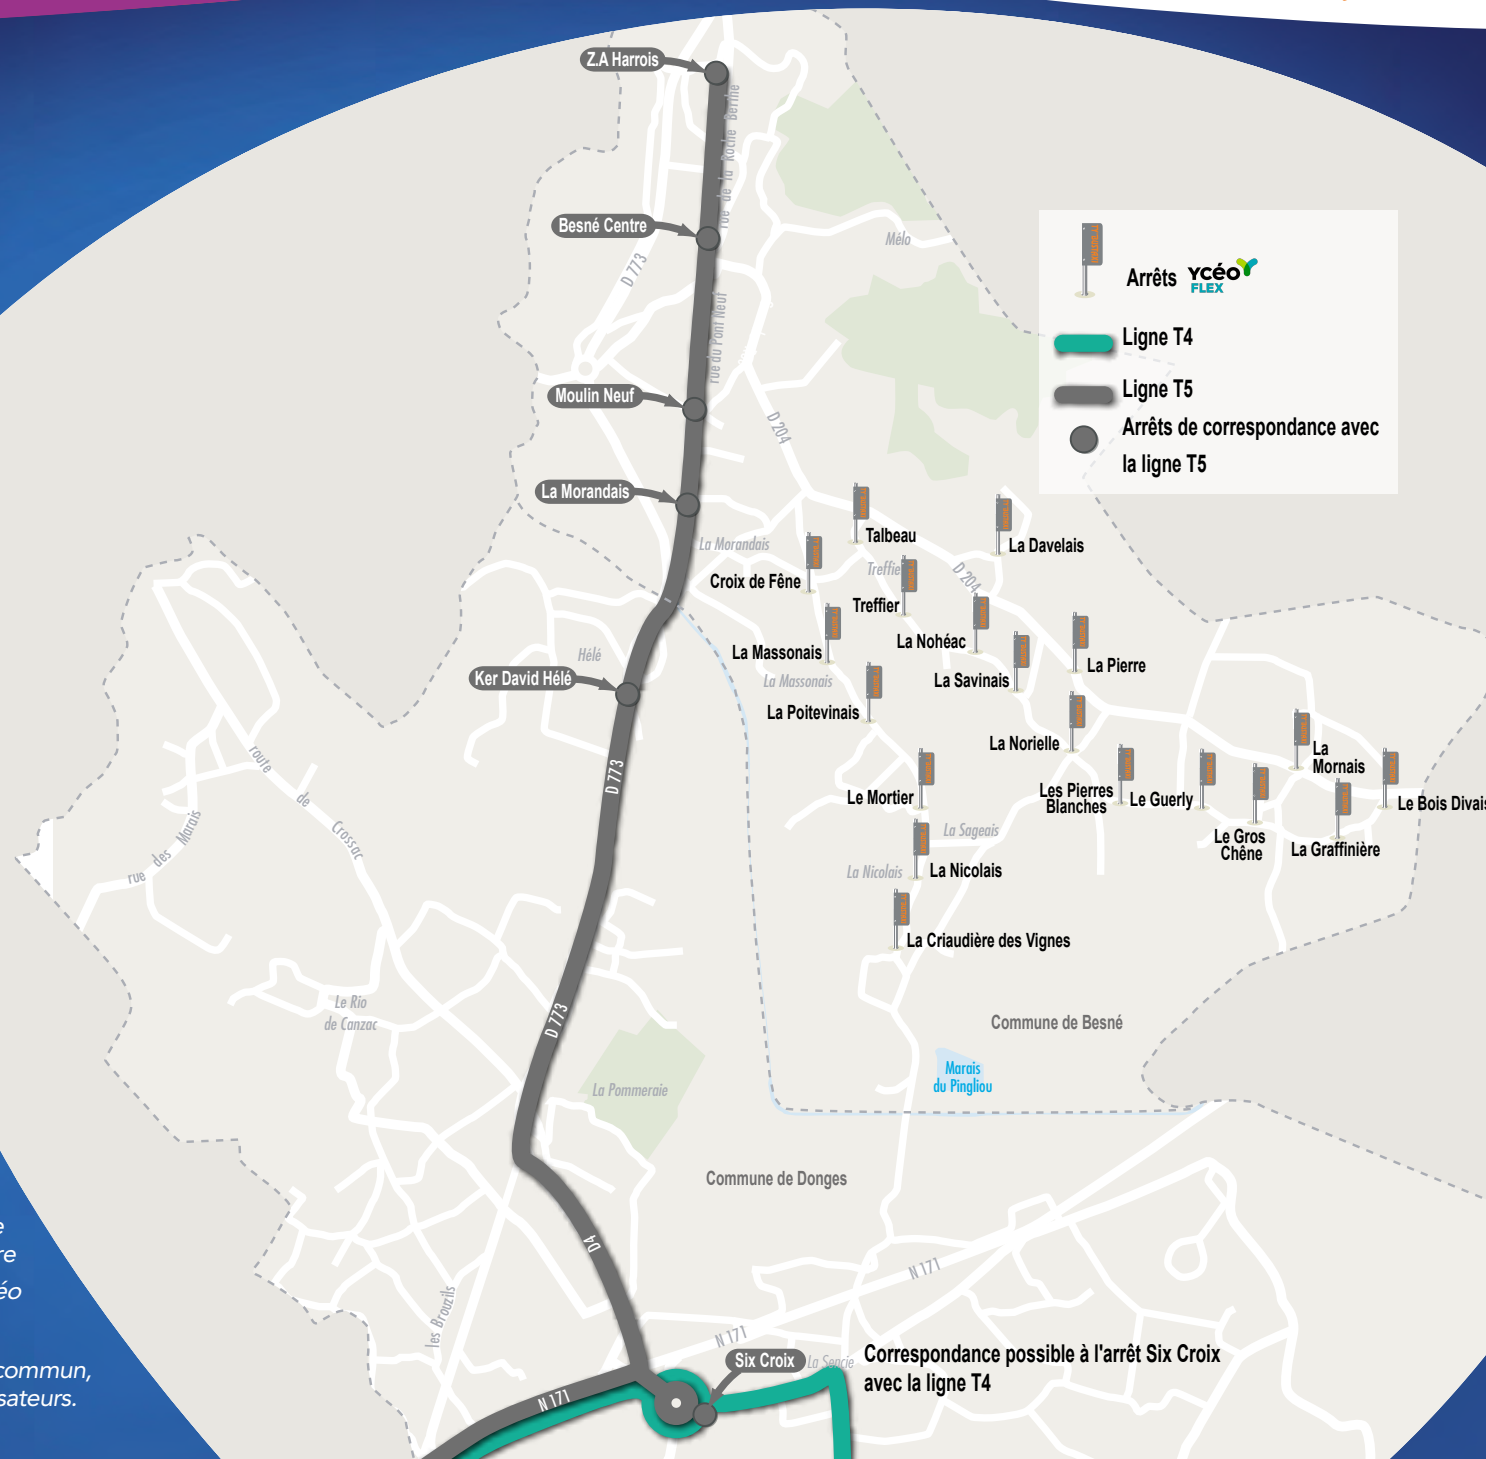 Z.A Harrois
rue de la Roche Berthe
Besné Centre
D 773
Mélo
Arrêts YCéo
FLEX
Ligne T4
Ligne T5
Arrêts de correspondance avec
la ligne T5
rue du Pont Neuf
Moulin Neuf
D 204
La Morandais
La Morandais
Talbeau
La Davelais
Croix de Fêne
Treffier
D 204
Treffier
La Nohéac
La Massonais
Hélé
La Massonais
La Savinais
La Pierre
Ker David Hélé
La Poitevinais
La Norielle
La
Mornais
D 773
route de Crossac
Le Mortier
Les Pierres
Blanches
Le Guerly
Le Bois Divais
rue des Marais
La Sageais
Le Gros
Chêne
La Graffinière
La Nicolais
La Nicolais
La Criaudière des Vignes
Le Rio
de Canzac
D 773
Commune de Besné
Marais
du Pingliou
La Pommeraie
Commune de Donges
D4
N 171
les Brouzils
N 171
Six Croix
La Sencie
Correspondance possible à l'arrêt Six Croix
avec la ligne T4
N 171
e
re
éo
commun,
sateurs.